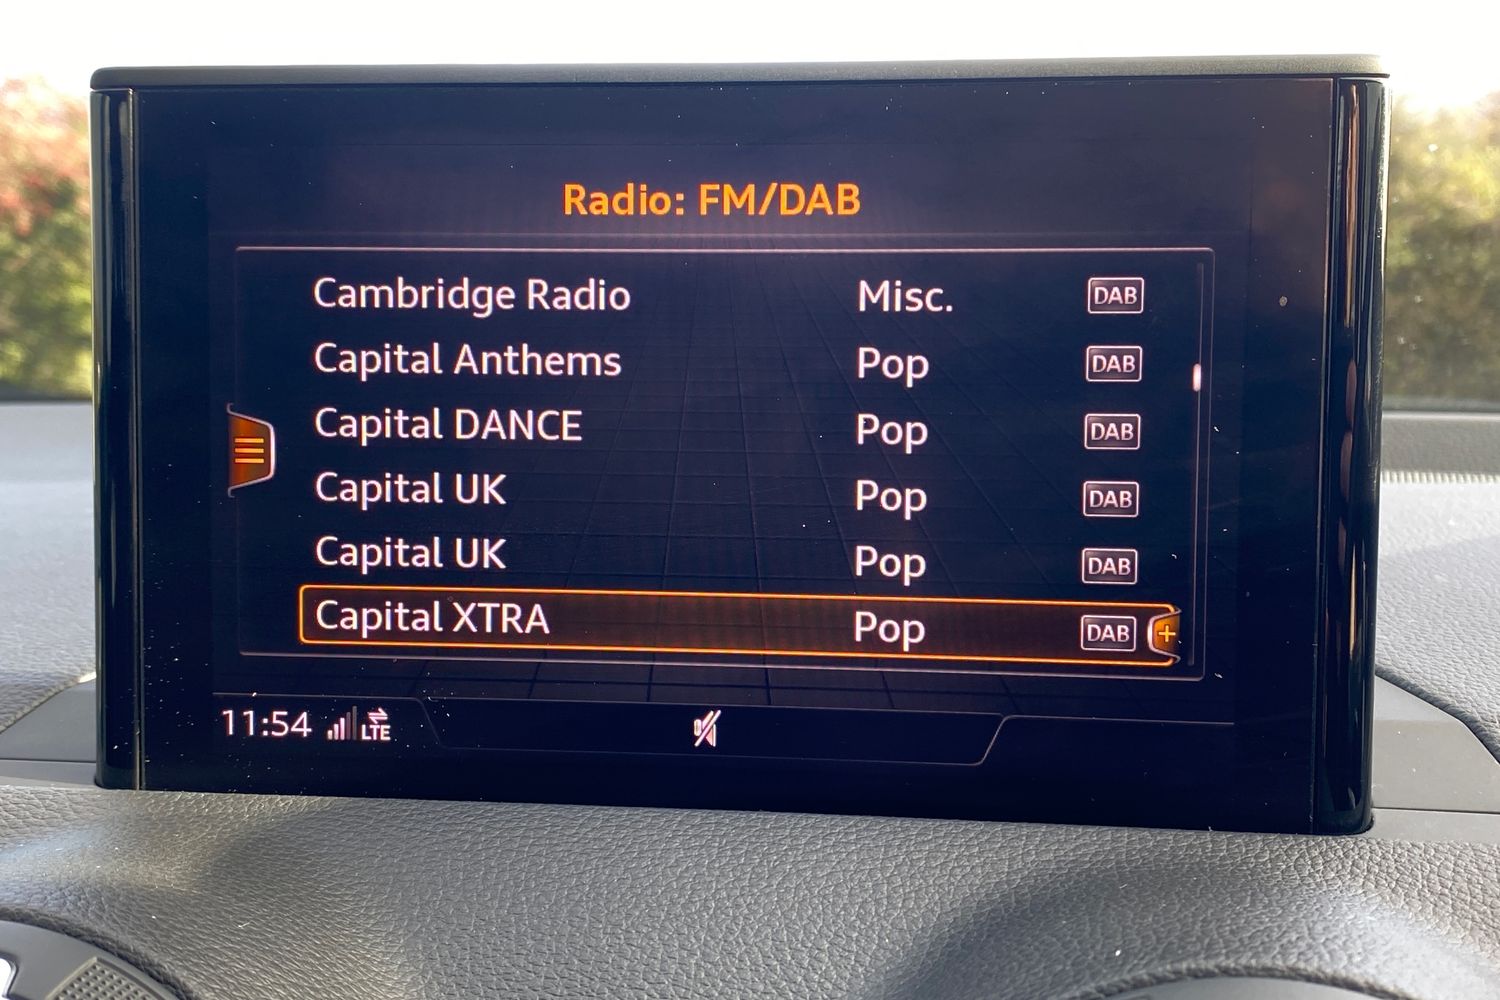 Radio: FM/DAB
Cambridge Radio Misc. DAB
Capital Anthems Pop DAB
Capital DANCE Pop DAB
Capital UK Pop DAB
Capital UK Pop DAB
Capital XTRA Pop DAB +
11:54 LTE